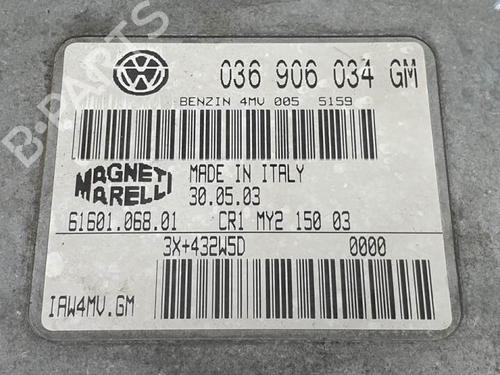 036 906 034 GM
BENZIN 4MV 005 5159
MAGNETI MARELLI
MADE IN ITALY
30.05.03
61601.068.01 CR1 MY2 150 03
3X+432W5D 0000
IAW4MV.GM
B-PARTS